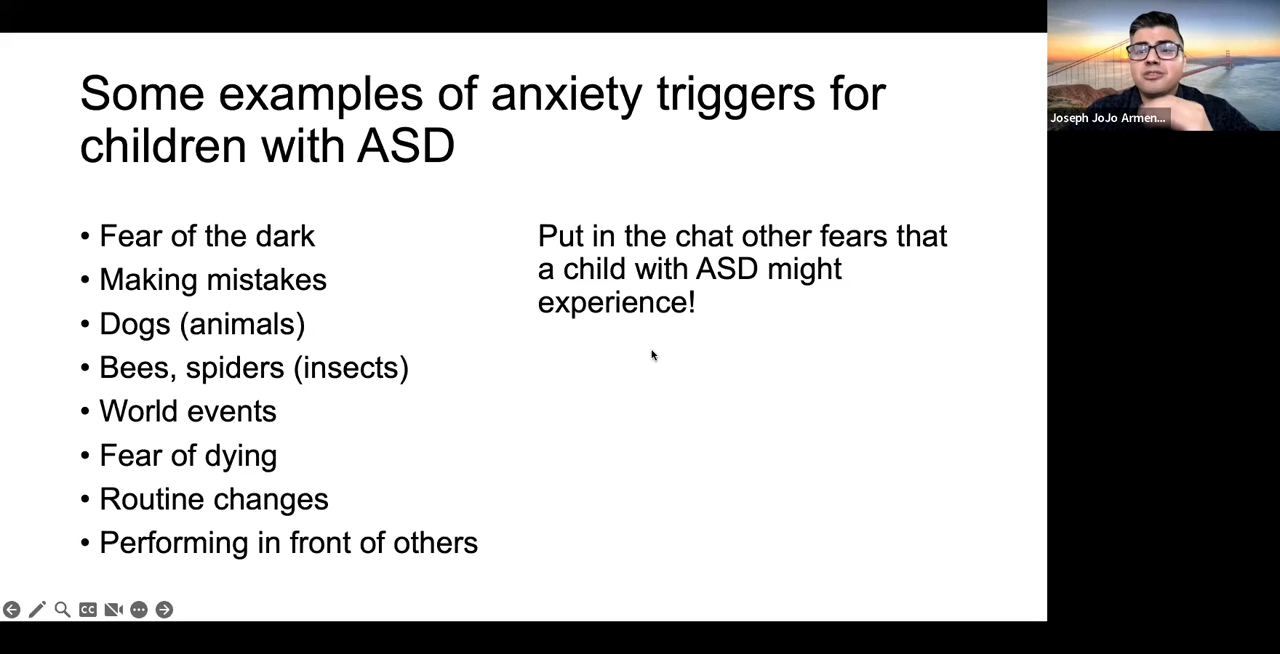 Some examples of anxiety triggers for
children with ASD
• Fear of the dark
• Making mistakes
• Dogs (animals)
• Bees, spiders (insects)
• World events
• Fear of dying
• Routine changes
• Performing in front of others
Put in the chat other fears that
a child with ASD might
experience!
Joseph JoJo Armen...
CC